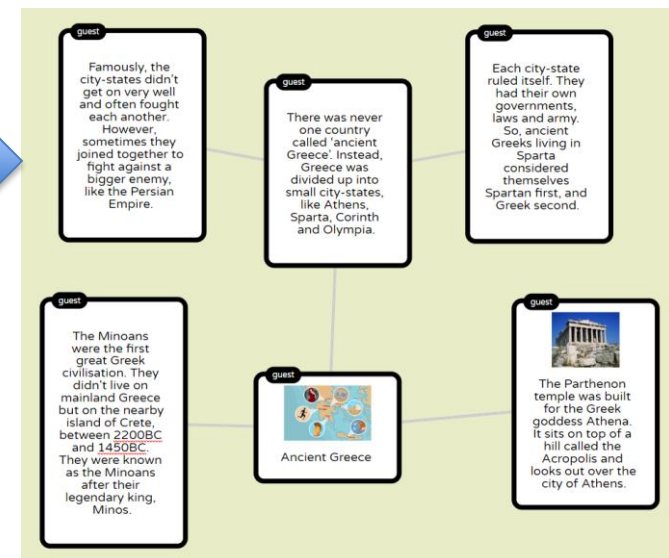 guest
Famously, the
city-states didn't
get on very well
and often fought
each another.
However,
sometimes they
joined together to
fight against a
bigger enemy,
like the Persian
Empire.
guest
There was never
one country
called 'ancient
Greece'. Instead,
Greece was
divided up into
small city-states,
like Athens,
Sparta, Corinth
and Olympia.
guest
Each city-state
ruled itself. They
had their own
governments,
laws and army.
So, ancient
Greeks living in
Sparta
considered
themselves
Spartan first, and
Greek second.
guest
The Minoans
were the first
great Greek
civilisation. They
didn't live on
mainland Greece
but on the nearby
island of Crete,
between 2200BC
and 1450BC.
They were known
as the Minoans
after their
legendary king,
Minos.
guest
Ancient Greece
guest
The Parthenon
temple was built
for the Greek
goddess Athena.
It sits on top of a
hill called the
Acropolis and
looks out over the
city of Athens.